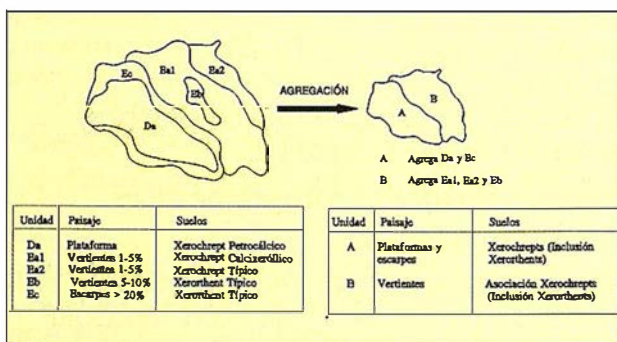 Ec
Ea1
Ea2
Eb
Da
AGREGACIÓN
A
B
A Agrega Da y Ec
B Agrega Ea1, Ea2 y Eb
Unidad Paisaje Suelos
Da Plataforma Xerochrept Petrocálcico
Ea1 Vertientes 1-5% Xerochrept Calcixeróllico
Ea2 Vertientes 1-5% Xerochrept Típico
Eb Vertientes 5-10% Xerorthent Típico
Ec Escarpes > 20% Xerorthent Típico
Unidad Paisaje Suelos
A Plataformas y escarpes Xerochrepts (Inclusión Xerorthents)
B Vertientes Asociación Xerochrepts (Inclusión Xerorthents)